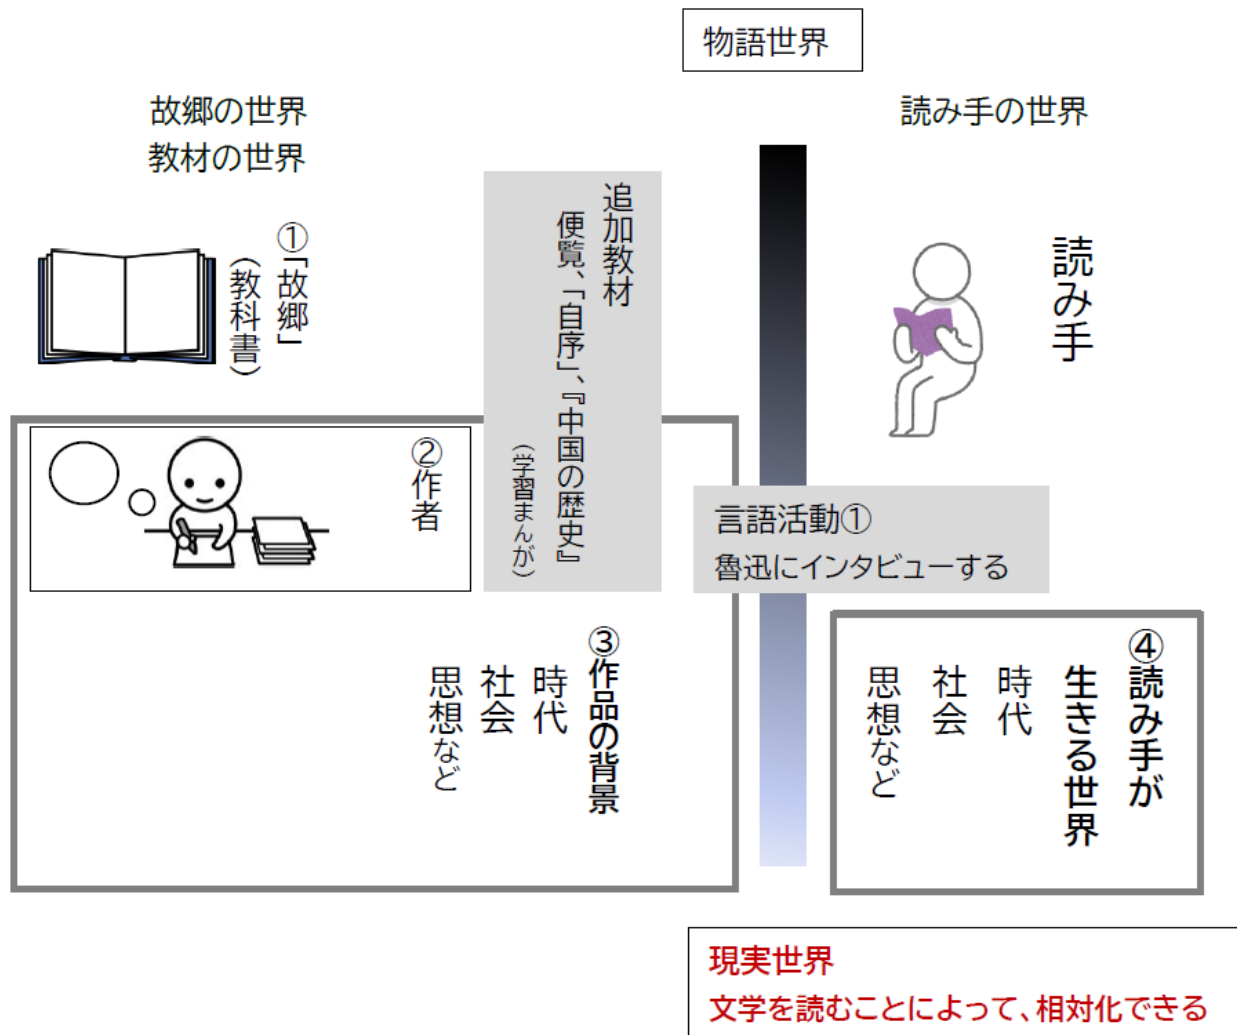 物語世界
故郷の世界
教材の世界
読み手の世界
①「故郷」
（教科書）
追加教材
便覧、「自序」、『中国の歴史』
（学習まんが）
読み手
②作者
言語活動①
魯迅にインタビューする
③作品の背景
時代
社会
思想など
④読み手が
生きる世界
時代
社会
思想など
現実世界
文学を読むことによって、相対化できる